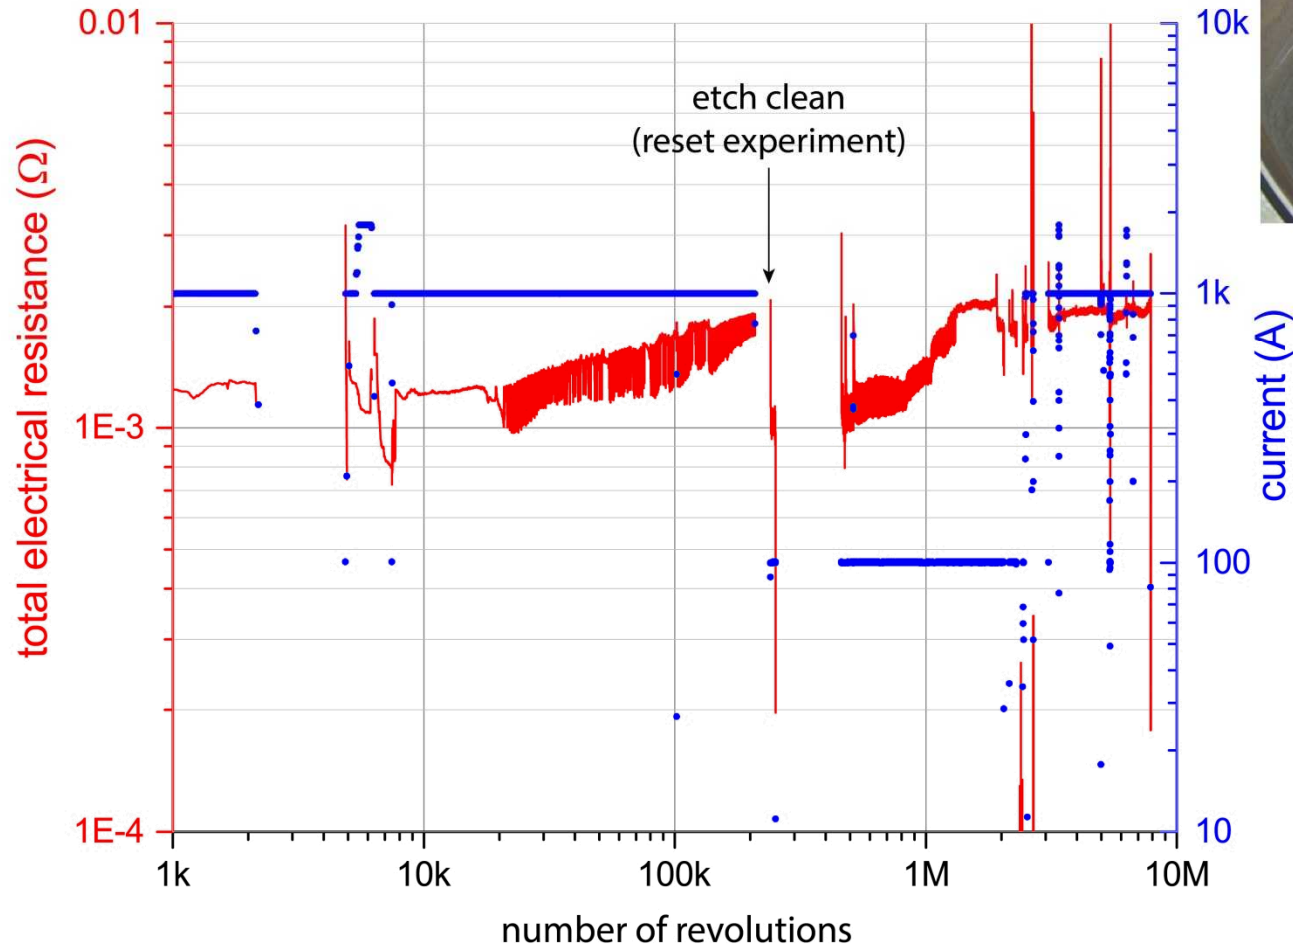 0.01
10k
etch clean
(reset experiment)
total electrical resistance (Ω)
1k
1E-3
current (A)
100
1E-4
10
1k
10k
100k
1M
10M
number of revolutions